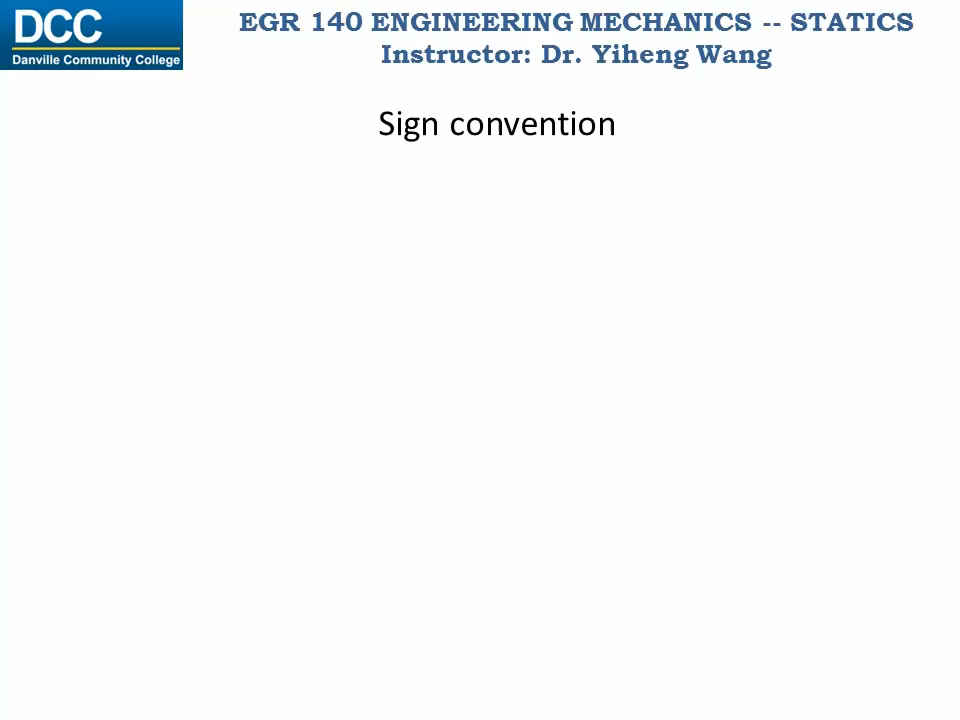 DCC
Danville Community College
EGR 140 ENGINEERING MECHANICS -- STATICS
Instructor: Dr. Yiheng Wang
Sign convention